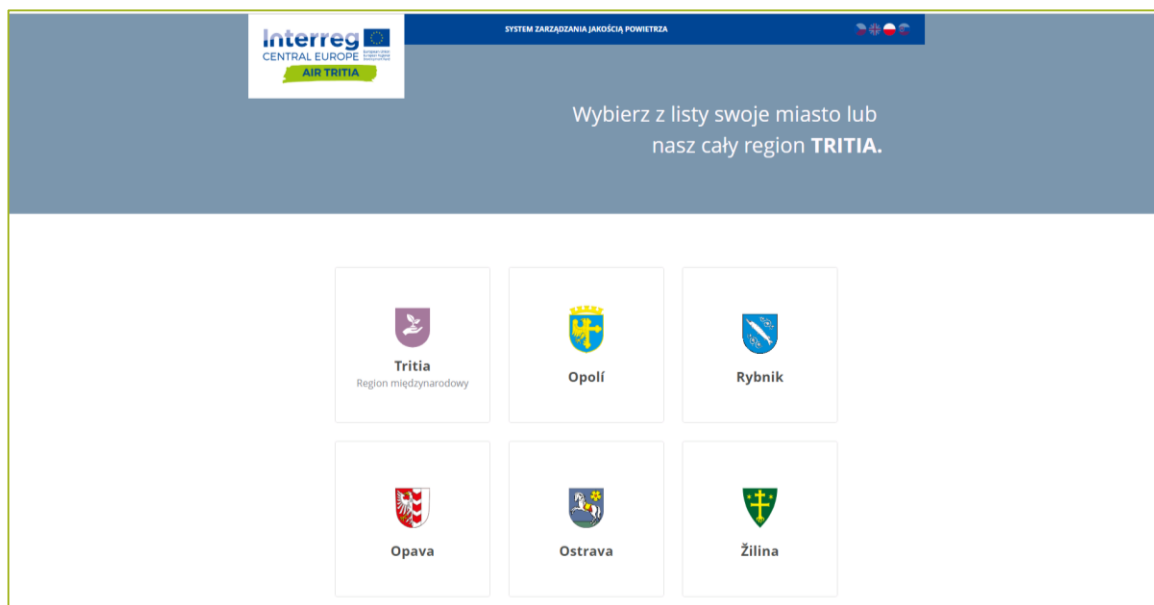 Interreg
CENTRAL EUROPE
AIR TRITIA
SYSTEM ZARZĄDZANIA JAKOŚCIĄ POWIETRZA
Wybierz z listy swoje miasto lub
nasz cały region TRITIA.
Tritia
Region międzynarodowy
Opolí
Rybnik
Opava
Ostrava
Žilina